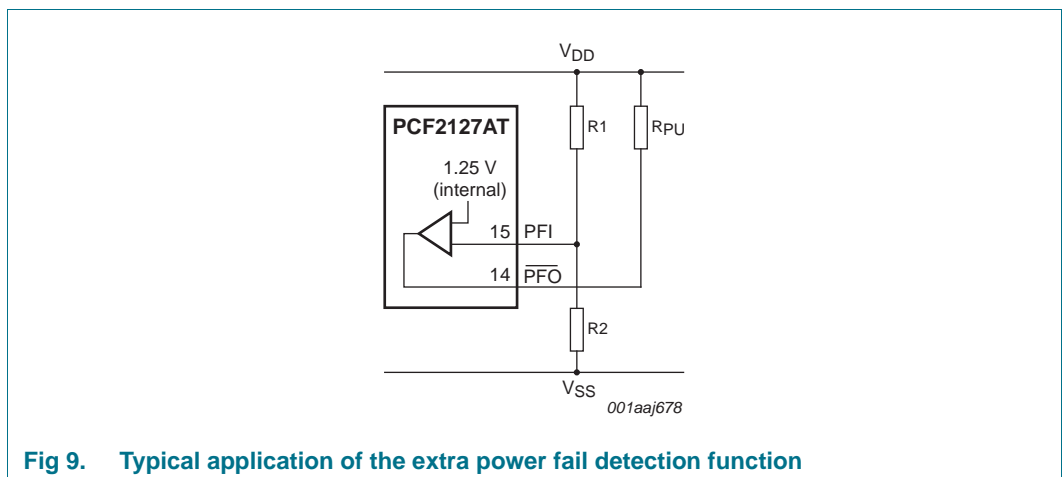 VDD
PCF2127AT
R1
RPU
1.25 V
(internal)
15 PFI
14 PFO
R2
VSS
001aaj678
Fig 9. Typical application of the extra power fail detection function